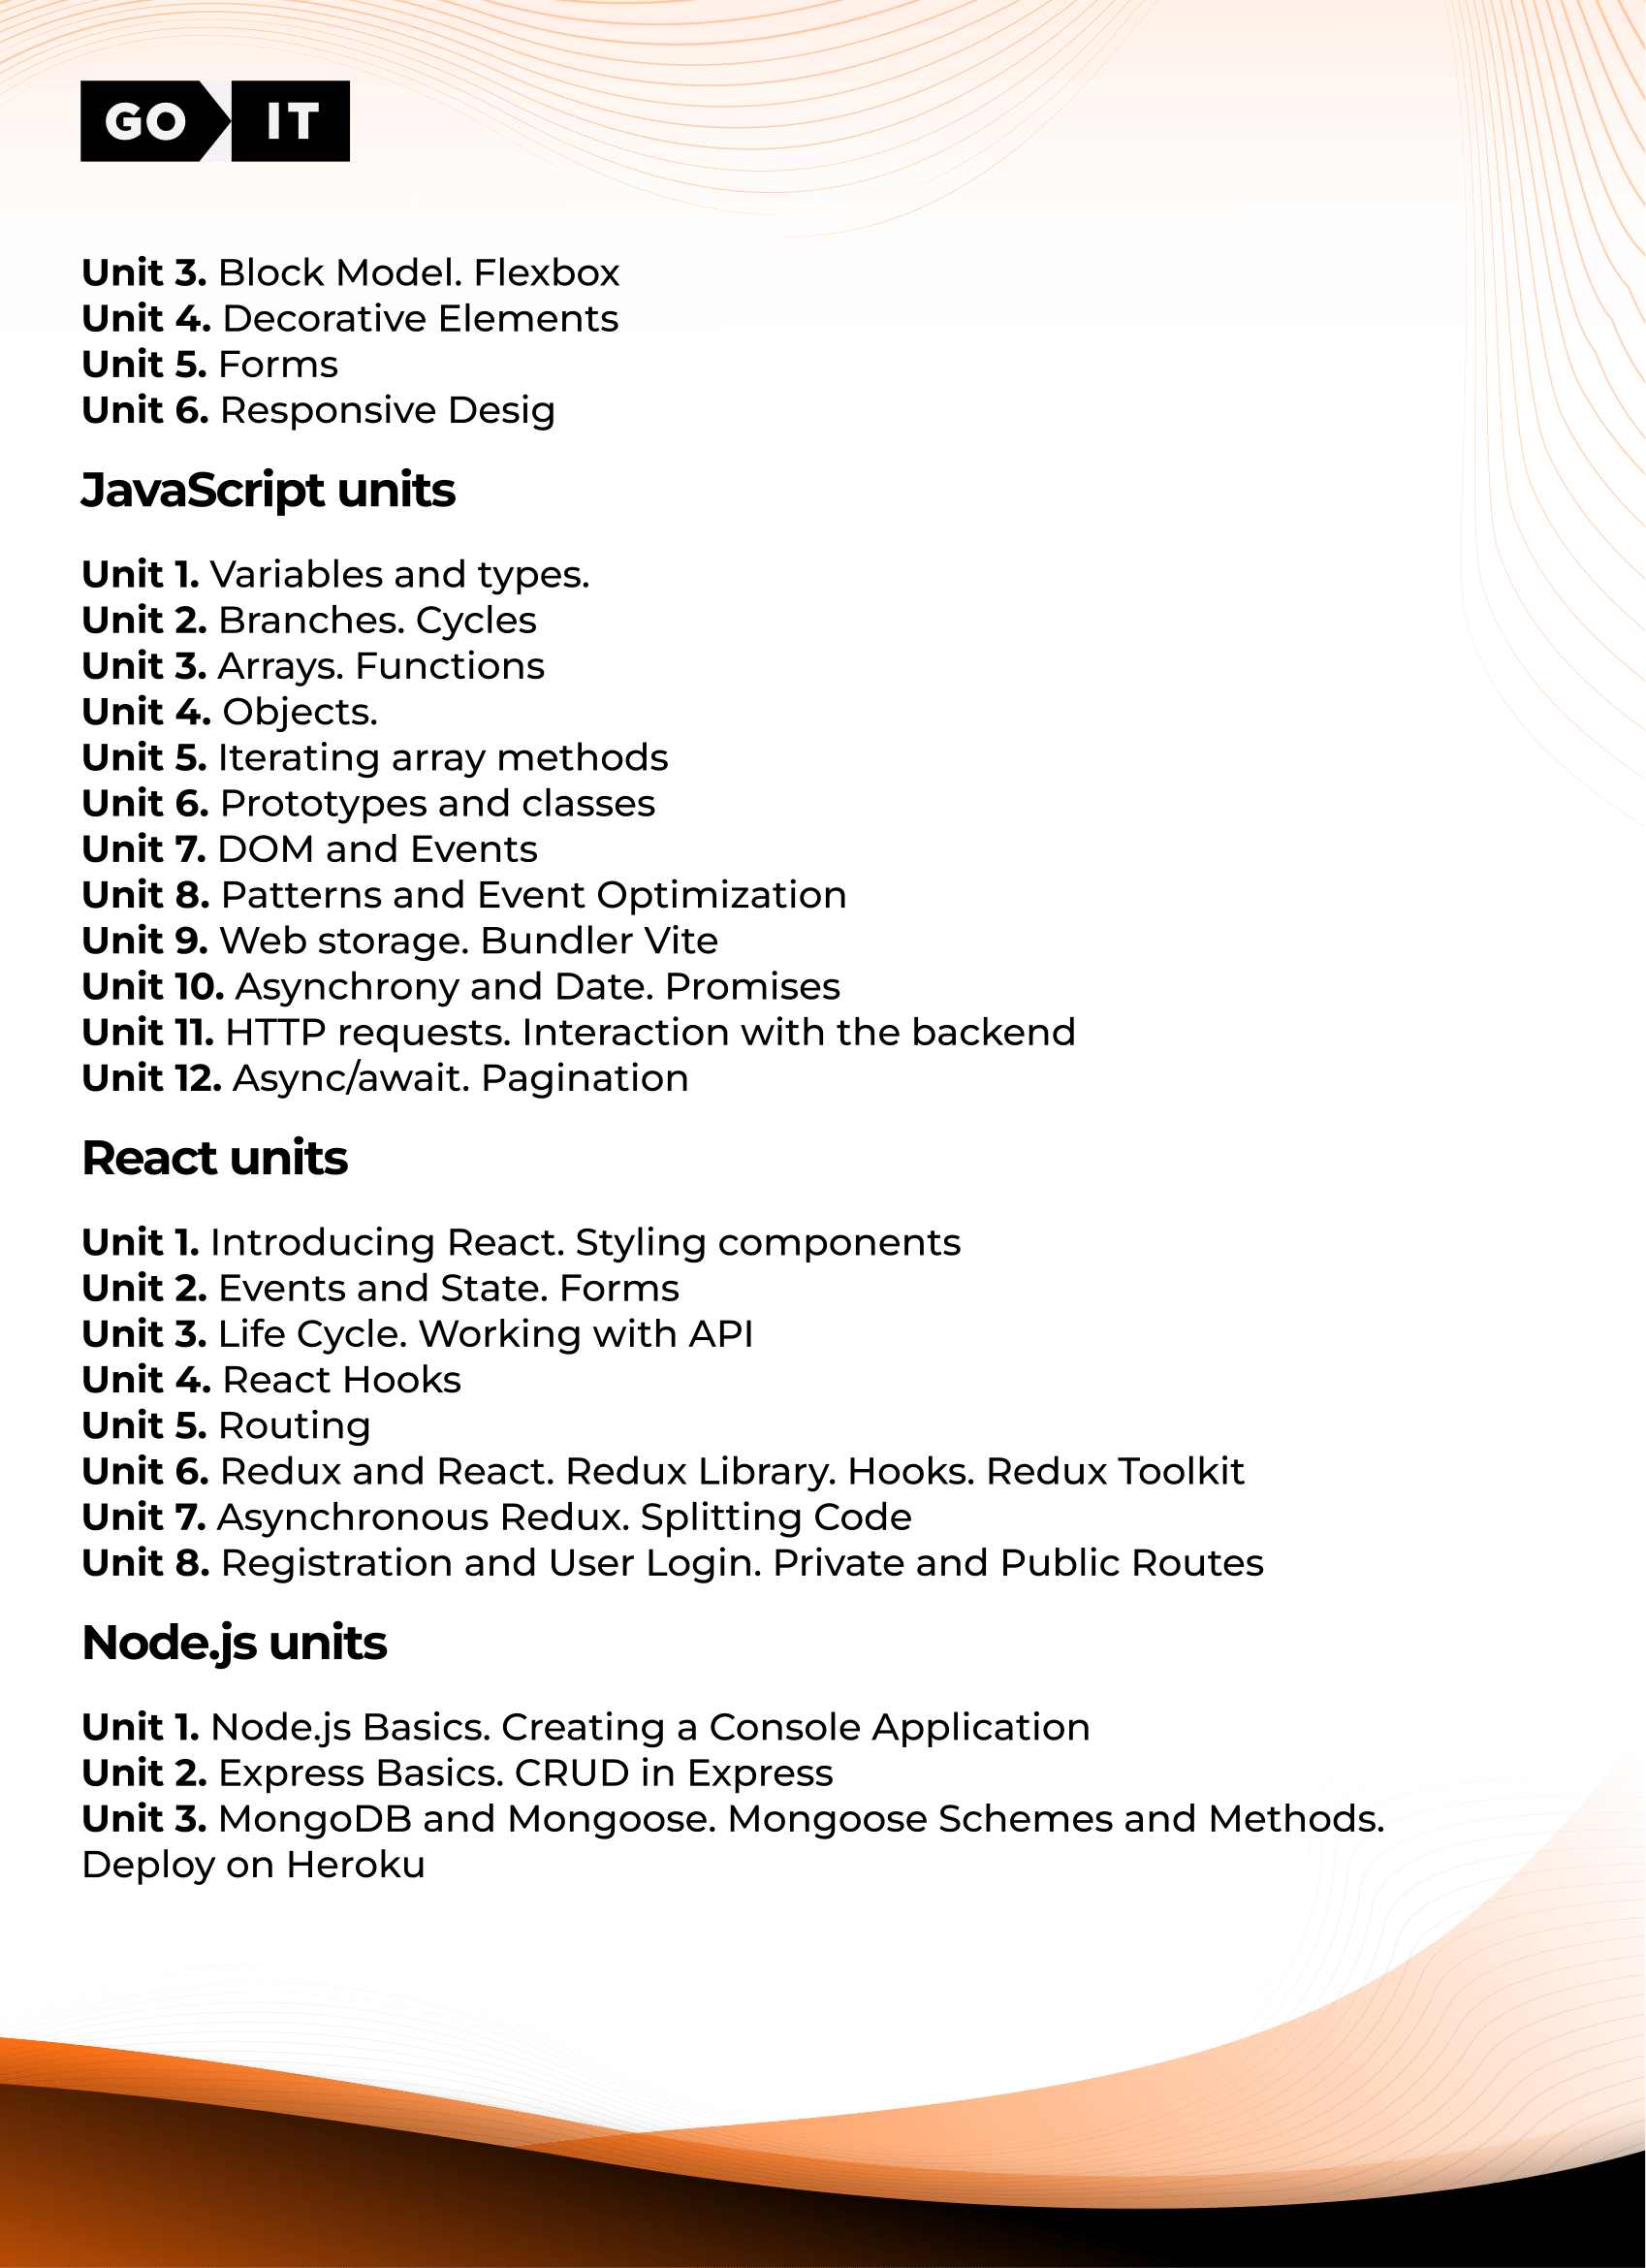 GO IT
Unit 3. Block Model. Flexbox
Unit 4. Decorative Elements
Unit 5. Forms
Unit 6. Responsive Desig
JavaScript units
Unit 1. Variables and types.
Unit 2. Branches. Cycles
Unit 3. Arrays. Functions
Unit 4. Objects.
Unit 5. Iterating array methods
Unit 6. Prototypes and classes
Unit 7. DOM and Events
Unit 8. Patterns and Event Optimization
Unit 9. Web storage. Bundler Vite
Unit 10. Asynchrony and Date. Promises
Unit 11. HTTP requests. Interaction with the backend
Unit 12. Async/await. Pagination
React units
Unit 1. Introducing React. Styling components
Unit 2. Events and State. Forms
Unit 3. Life Cycle. Working with API
Unit 4. React Hooks
Unit 5. Routing
Unit 6. Redux and React. Redux Library. Hooks. Redux Toolkit
Unit 7. Asynchronous Redux. Splitting Code
Unit 8. Registration and User Login. Private and Public Routes
Node.js units
Unit 1. Node.js Basics. Creating a Console Application
Unit 2. Express Basics. CRUD in Express
Unit 3. MongoDB and Mongoose. Mongoose Schemes and Methods.
Deploy on Heroku